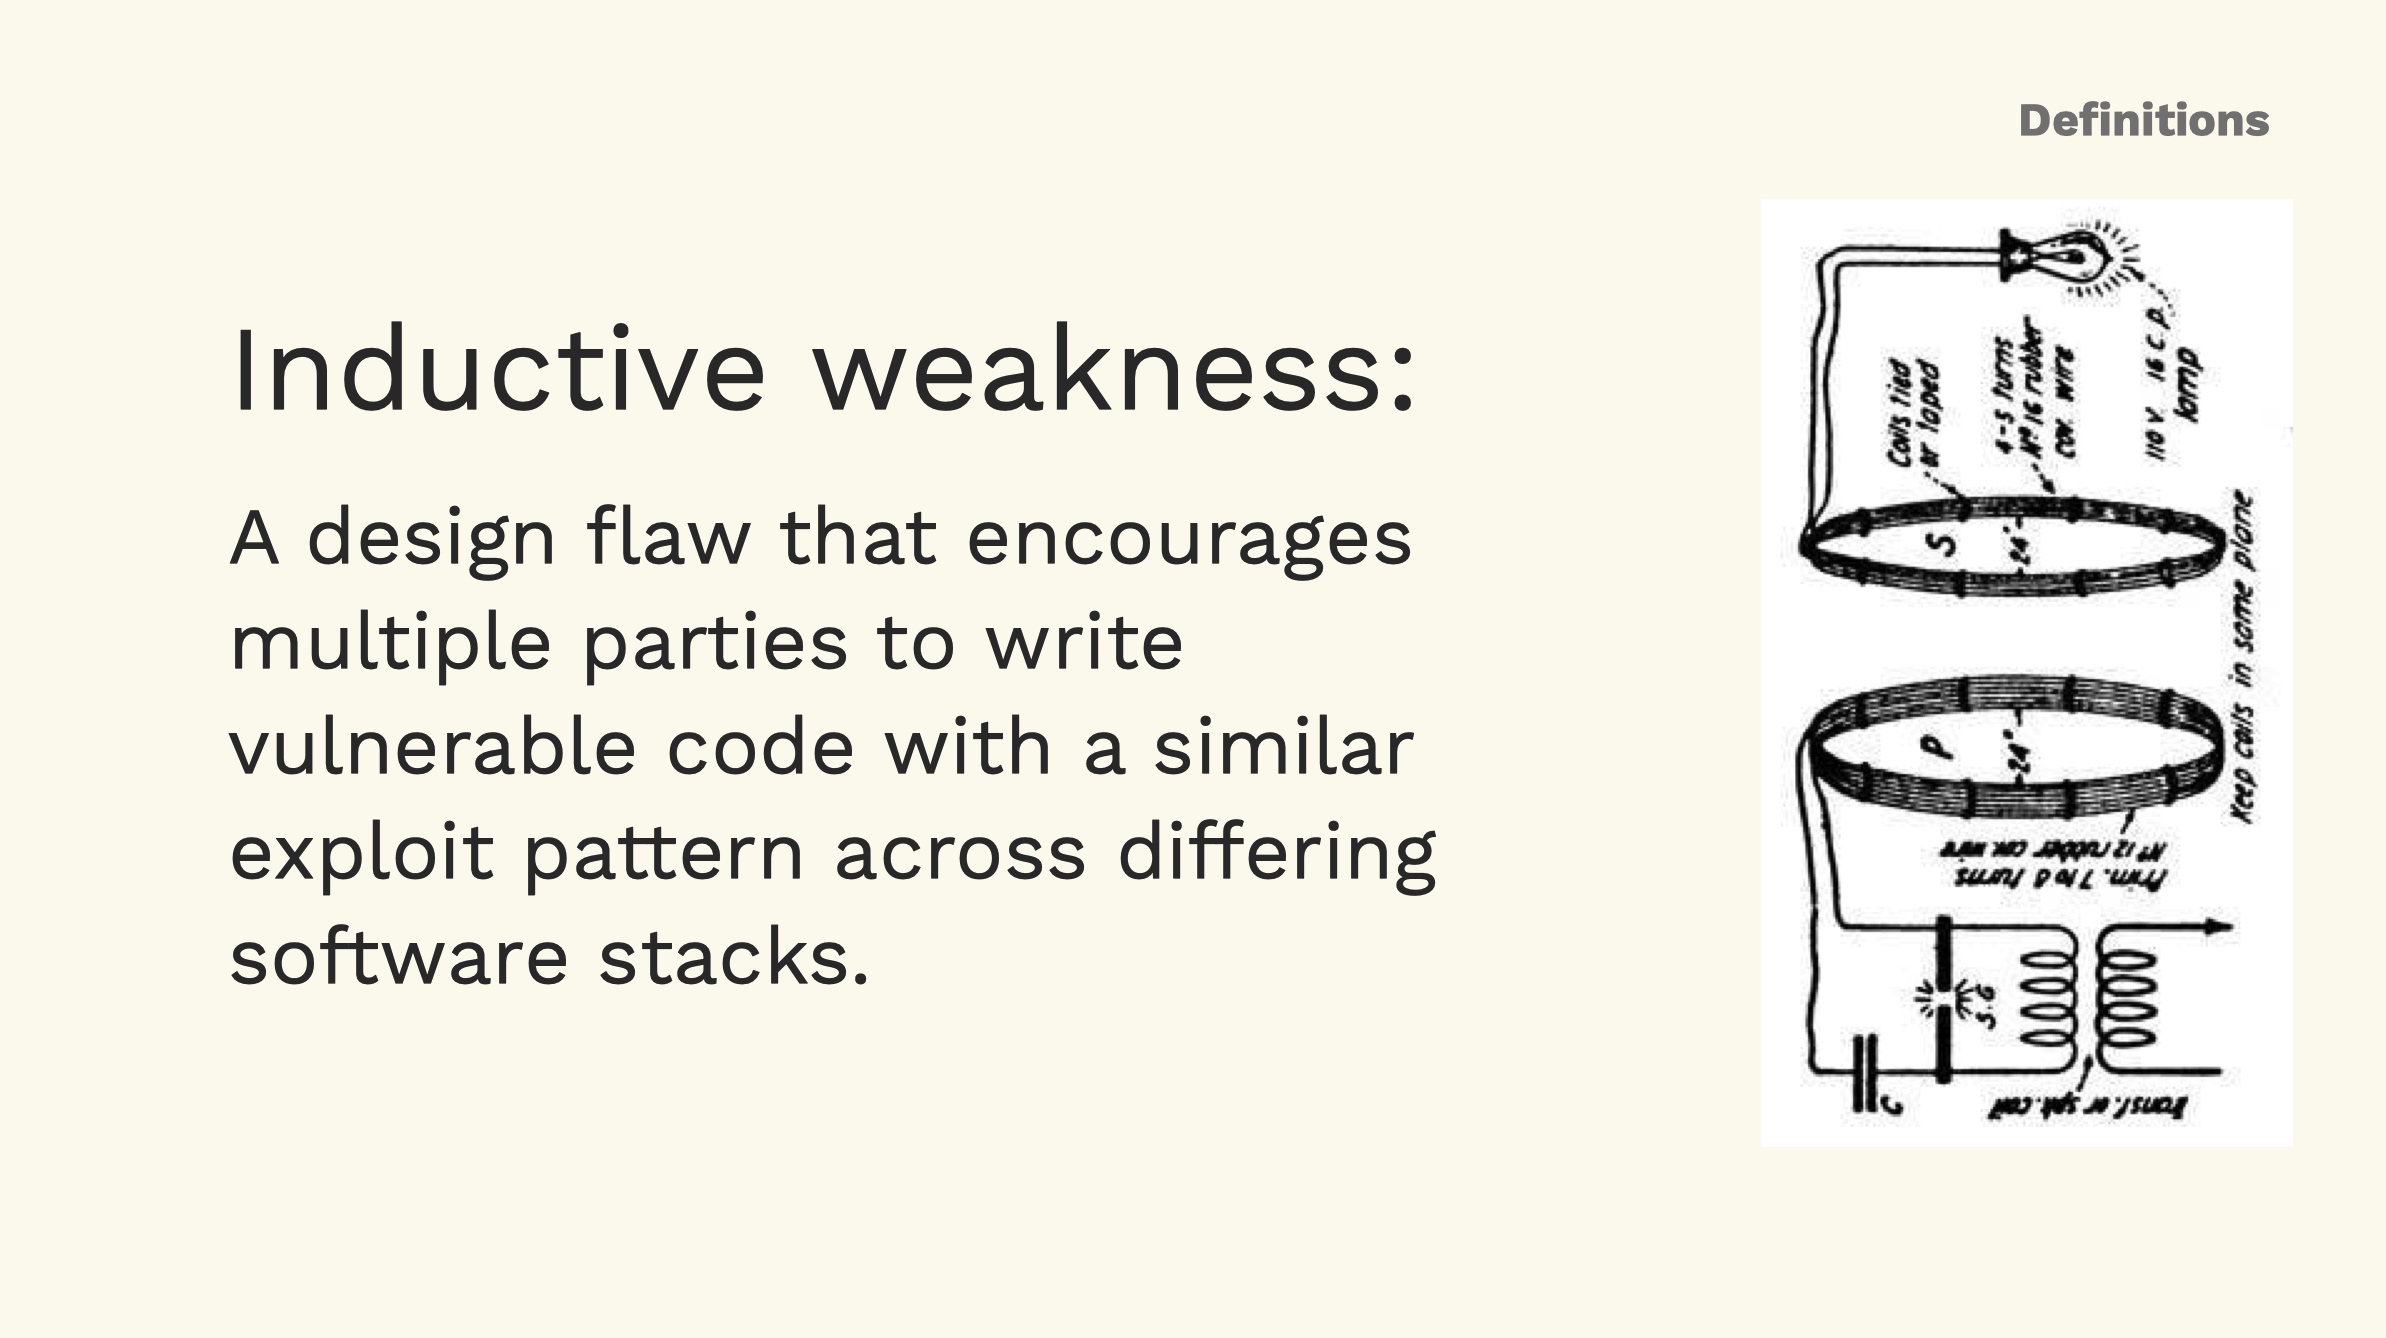 Definitions
Inductive weakness:
A design flaw that encourages
multiple parties to write
vulnerable code with a similar
exploit pattern across differing
software stacks.
Coils tied
or taped
4-5 turns
Nº 16 rubber
cov. wire
110 V. 16 C.P.
lamp
S
24"
Keep coils in same plane
P
24"
Prim. 7 to 8 turns
Nº 12 rubber cov. wire
S.G
C
Transf. or spk. coil